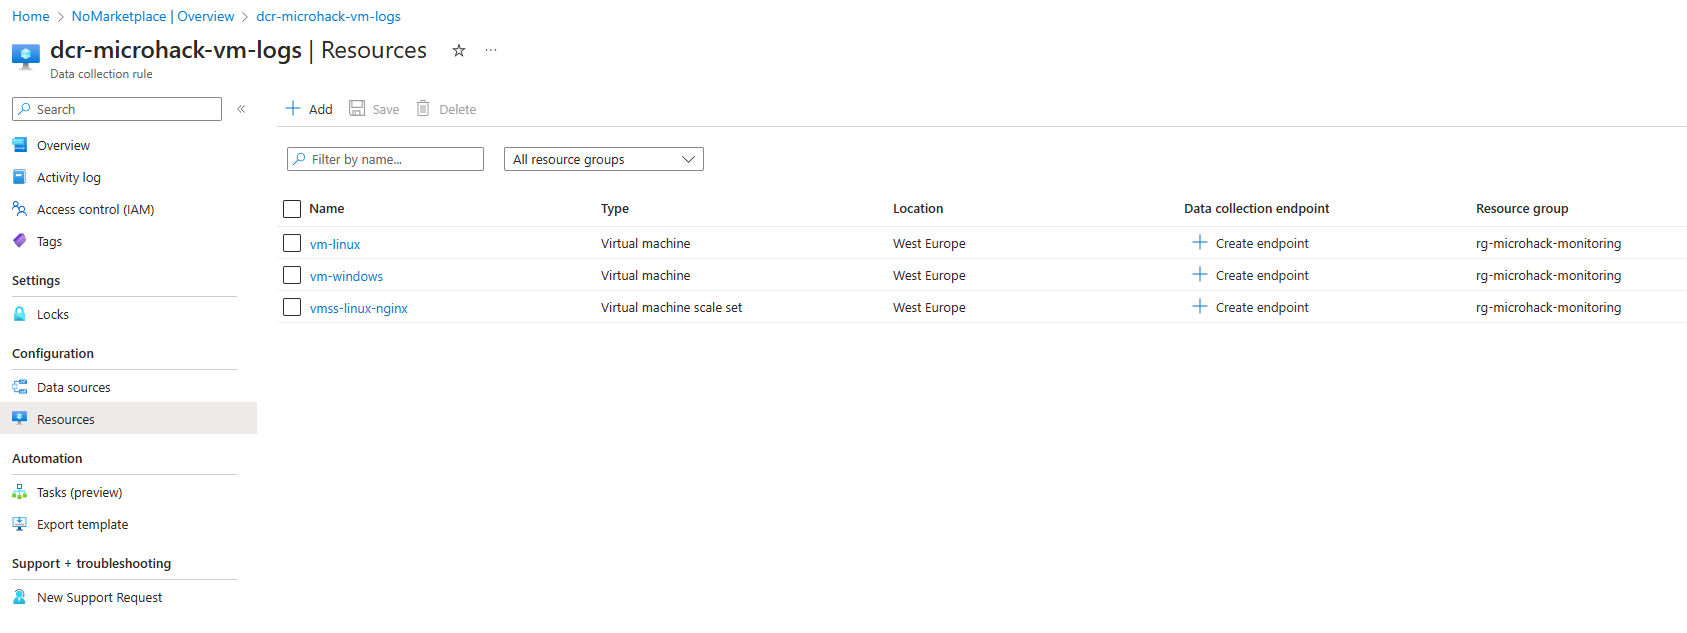 Home > NoMarketplace | Overview > dcr-microhack-vm-logs
dcr-microhack-vm-logs | Resources
Data collection rule
Search
Overview
Activity log
Access control (IAM)
Tags
Settings
Locks
Configuration
Data sources
Resources
Automation
Tasks (preview)
Export template
Support + troubleshooting
New Support Request
Add Save Delete
Filter by name... All resource groups
Name Type Location Data collection endpoint Resource group
vm-linux Virtual machine West Europe Create endpoint rg-microhack-monitoring
vm-windows Virtual machine West Europe Create endpoint rg-microhack-monitoring
vmss-linux-nginx Virtual machine scale set West Europe Create endpoint rg-microhack-monitoring